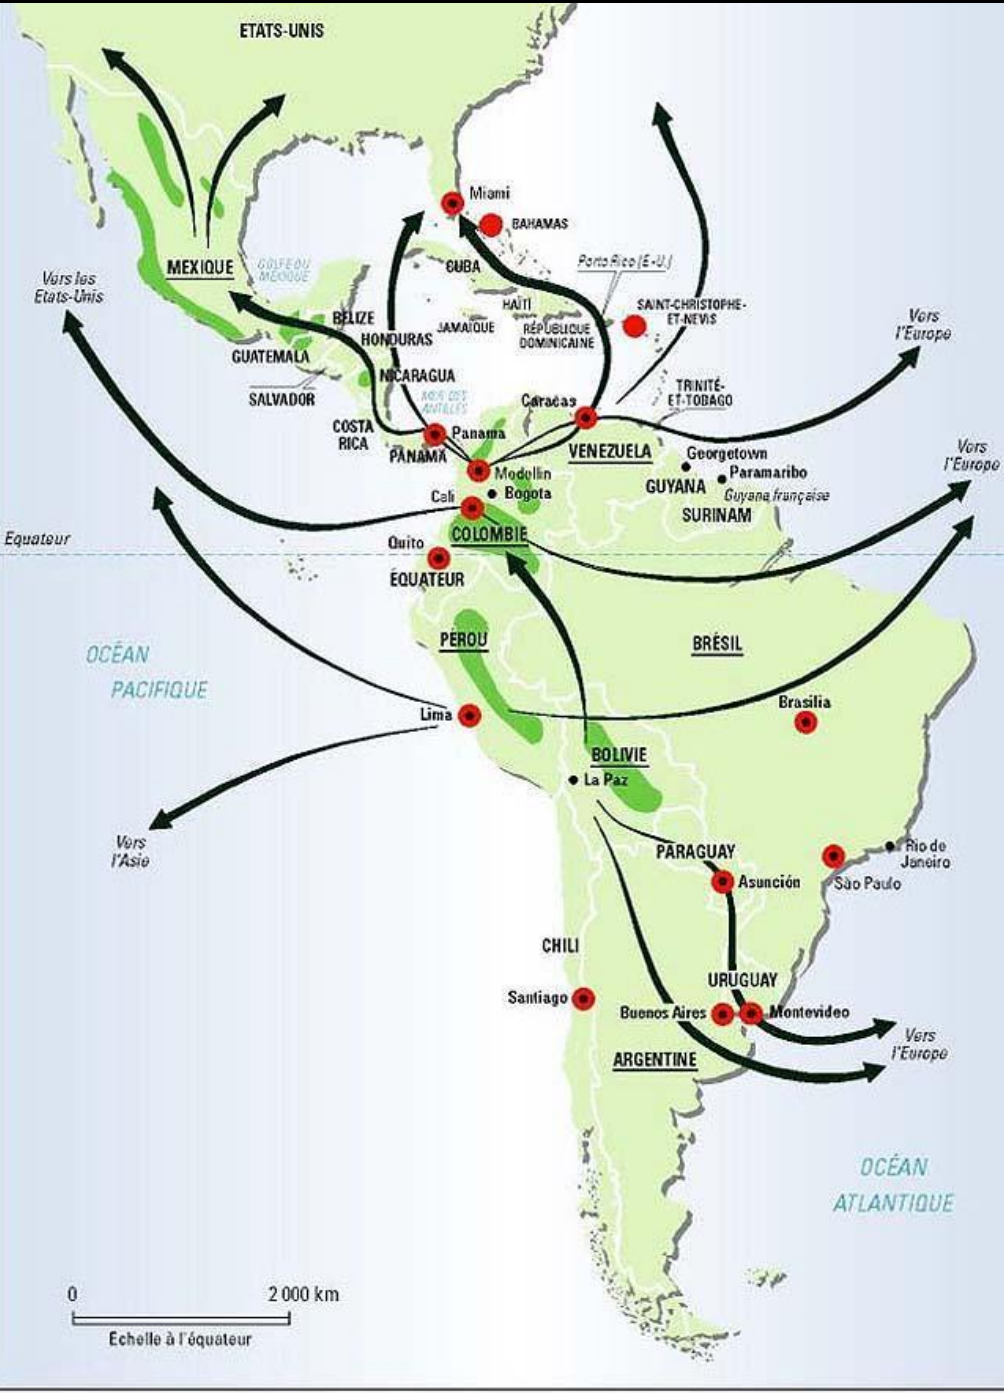 ETATS-UNIS
Miami
BAHAMAS
CUBA
Porto Rico (É-U.)
MEXIQUE
GOLFE DU
MEXIQUE
Vers les
Etats-Unis
HAÏTI
SAINT-CHRISTOPHE-
ET-NEVIS
BELIZE
JAMAÏQUE
RÉPUBLIQUE
DOMINICAINE
Vers
l'Europe
HONDURAS
GUATEMALA
NICARAGUA
SALVADOR
MER DES
ANTILLES
Caracas
TRINITÉ-
ET-TOBAGO
COSTA
RICA
Panama
PANAMA
VENEZUELA
Georgetown
Vers
l'Europe
Medellin
Paramaribo
GUYANA
Guyane française
Cali
Bogota
SURINAM
COLOMBIE
Equateur
Quito
ÉQUATEUR
PÉROU
BRÉSIL
OCÉAN
PACIFIQUE
Lima
Brasilia
BOLIVIE
La Paz
Vers
l'Asie
PARAGUAY
Rio de
Janeiro
Asunción
São Paulo
CHILI
URUGUAY
Santiago
Buenos Aires
Montevideo
Vers
l'Europe
ARGENTINE
OCÉAN
ATLANTIQUE
0 2 000 km
Echelle à l'équateur